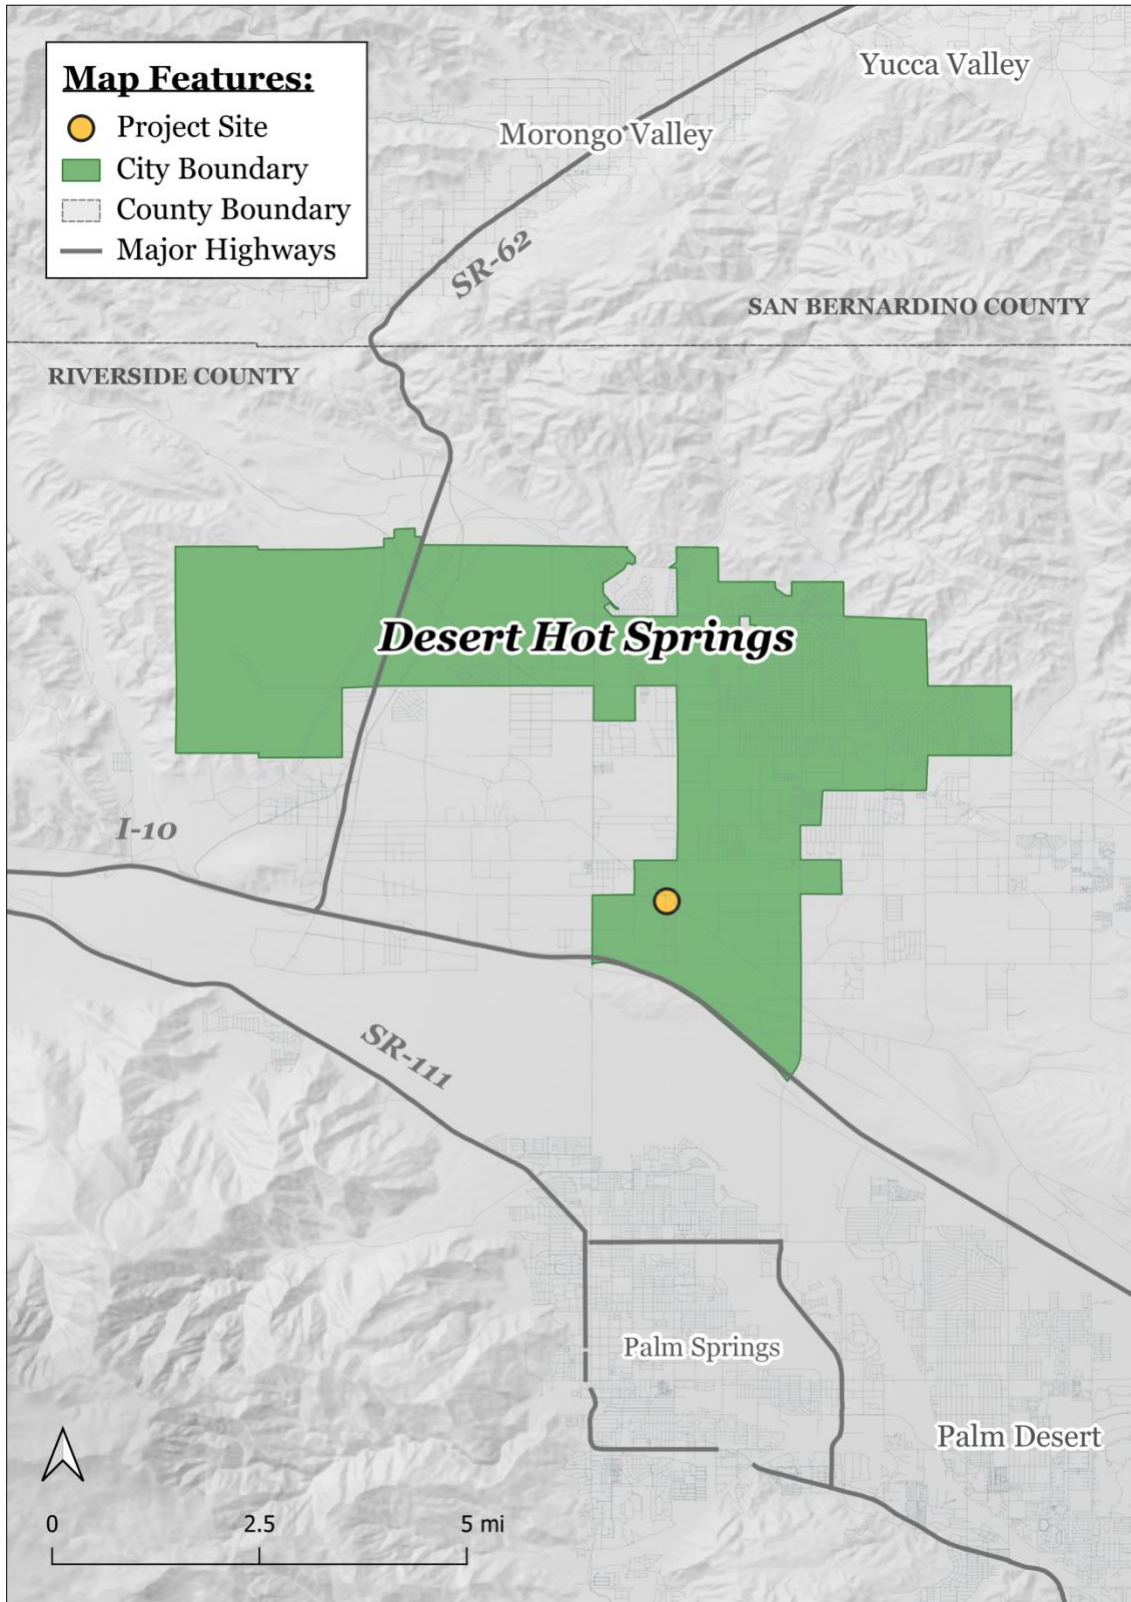 Map Features:
Project Site
City Boundary
County Boundary
Major Highways
Yucca Valley
Morongo Valley
SR-62
SAN BERNARDINO COUNTY
RIVERSIDE COUNTY
Desert Hot Springs
I-10
SR-111
Palm Springs
Palm Desert
0 2.5 5 mi